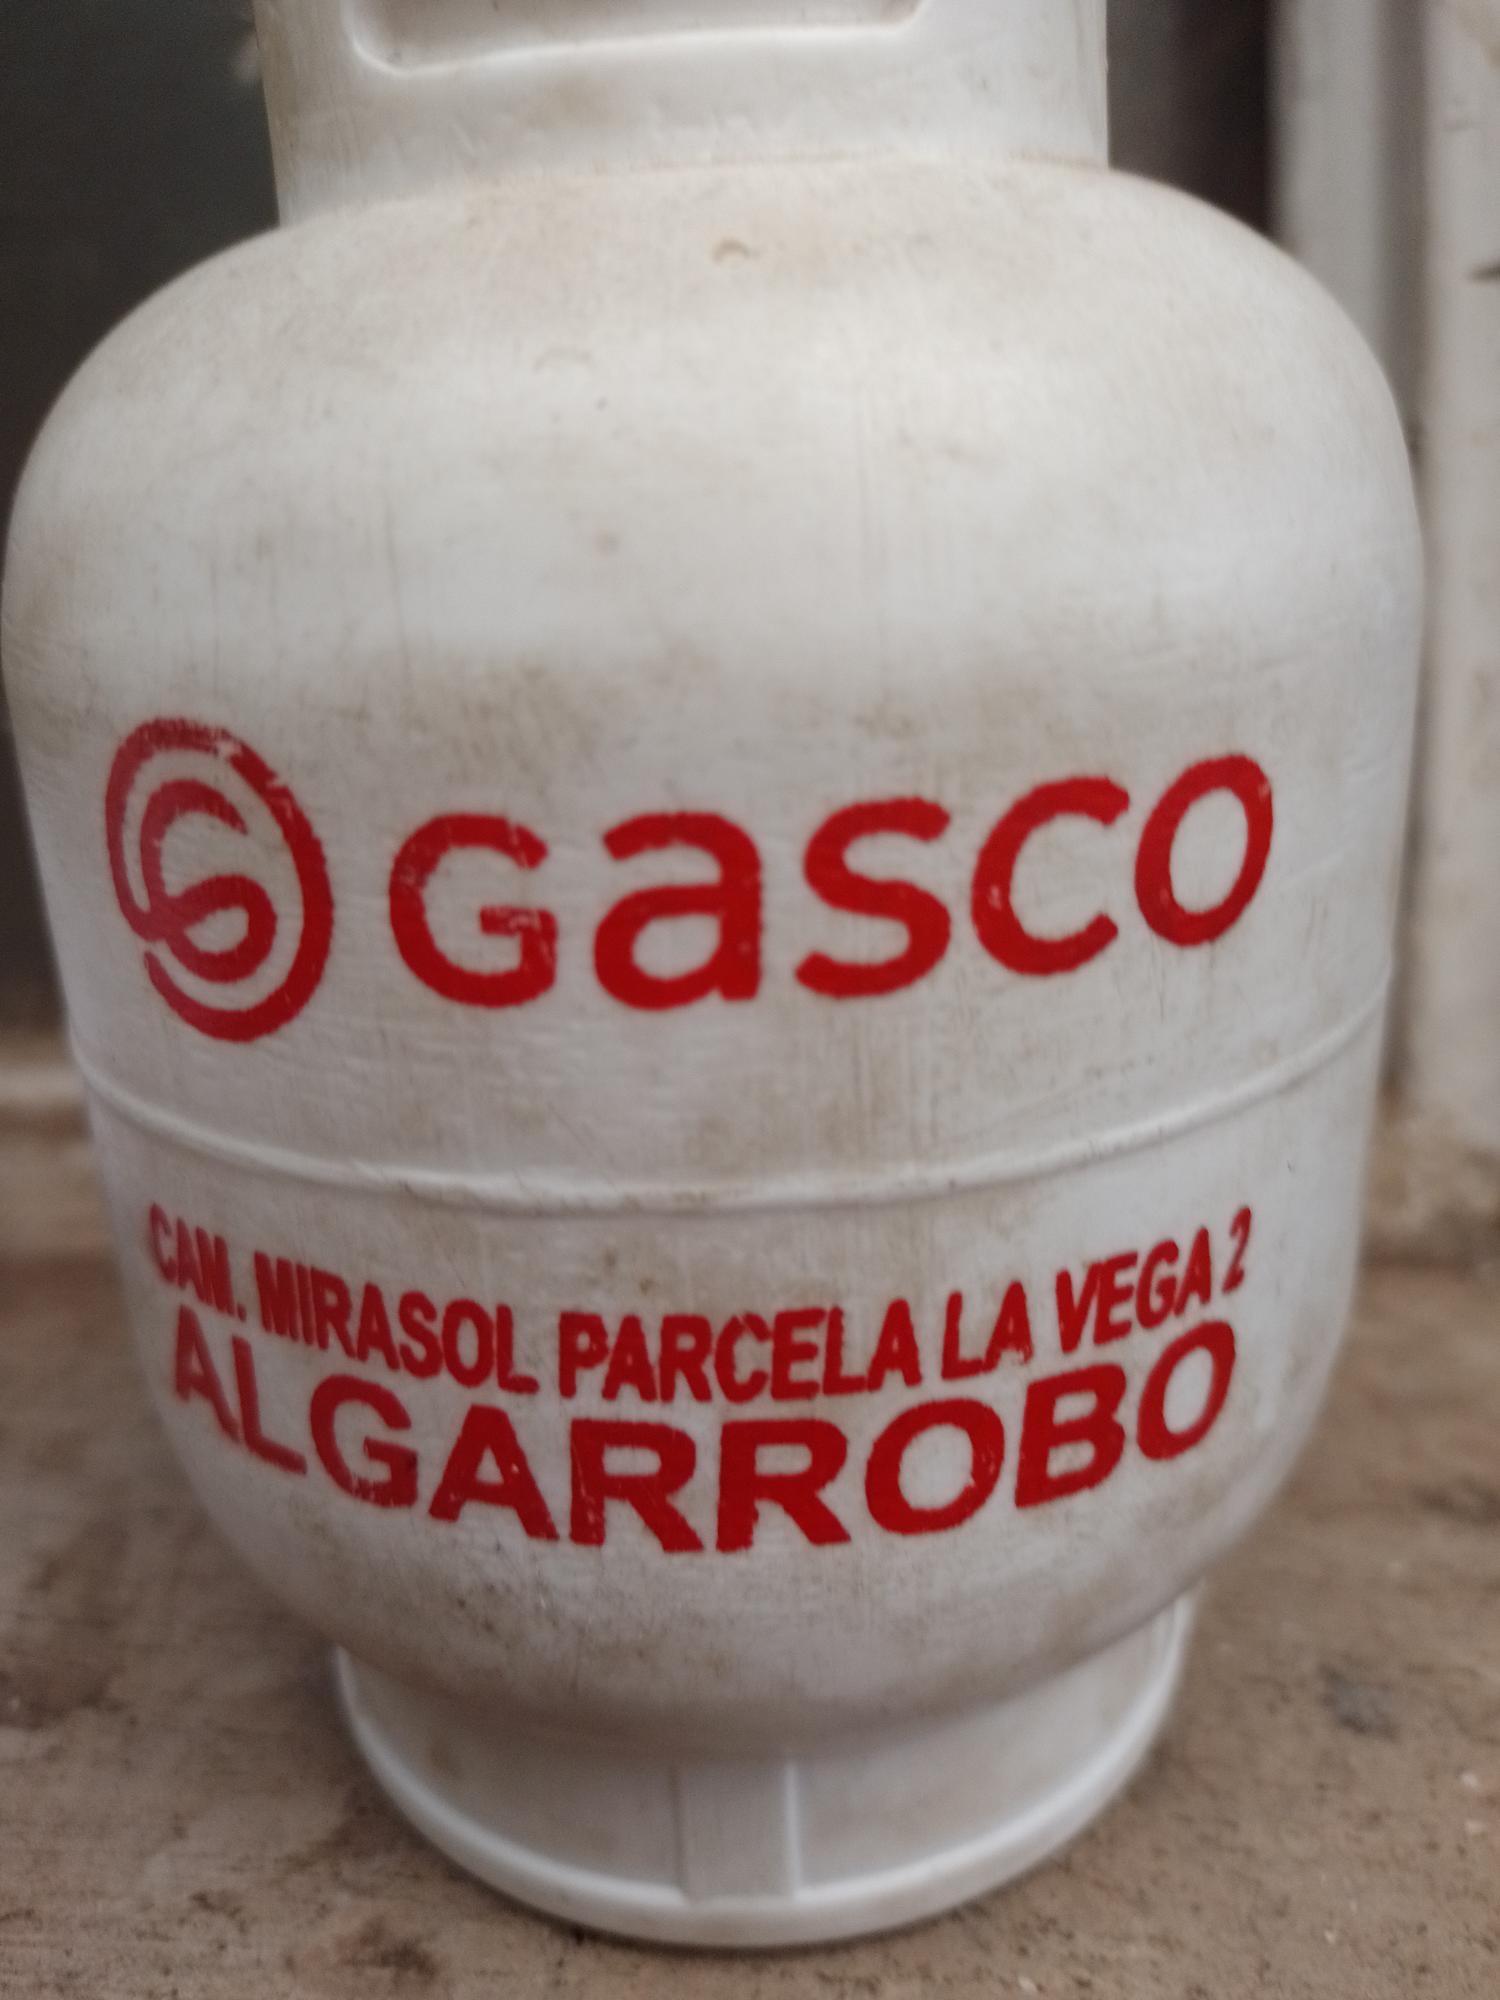 Gasco
CAM. MIRASOL PARCELA LA VEGA 2
ALGARROBO